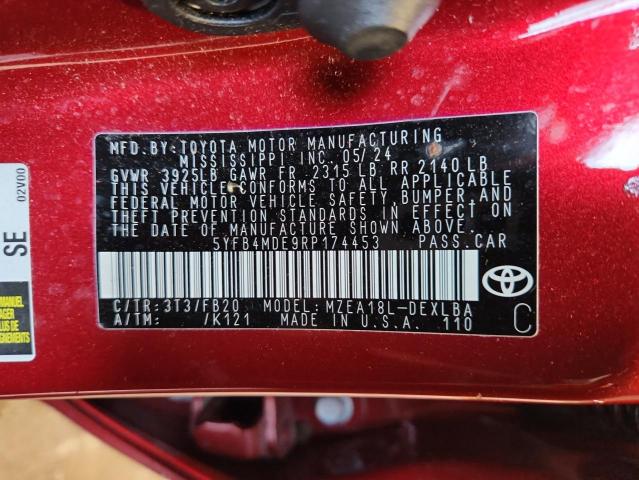 MFD.BY:TOYOTA MOTOR MANUFACTURING
MISSISSIPPI INC. 05/24
GVWR 3925LB GAWR FR 2315 LB RR 2140 LB
THIS VEHICLE CONFORMS TO ALL APPLICABLE
FEDERAL MOTOR VEHICLE SAFETY, BUMPER, AND
THEFT PREVENTION STANDARDS IN EFFECT ON
THE DATE OF MANUFACTURE SHOWN ABOVE.
5YFB4MDE9RP174453 PASS.CAR
C/TR:3T3/FB20 MODEL:MZEA18L-DEXLBA
A/TM: /K121 MADE IN U.S.A. 110
C
SE
02V00